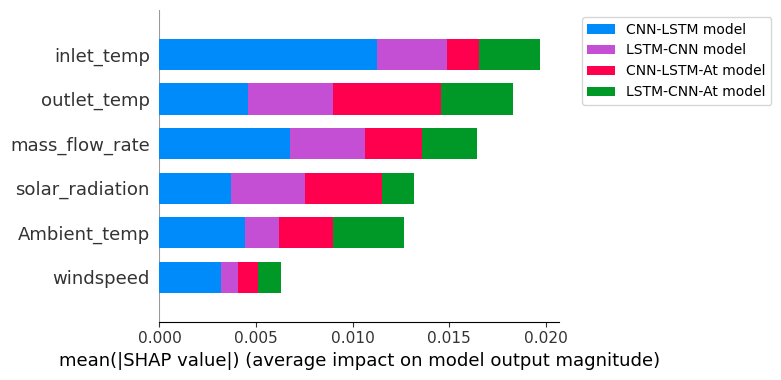 CNN-LSTM model
LSTM-CNN model
CNN-LSTM-At model
LSTM-CNN-At model
inlet_temp
outlet_temp
mass_flow_rate
solar_radiation
Ambient_temp
windspeed
0.000 0.005 0.010 0.015 0.020
mean(|SHAP value|) (average impact on model output magnitude)